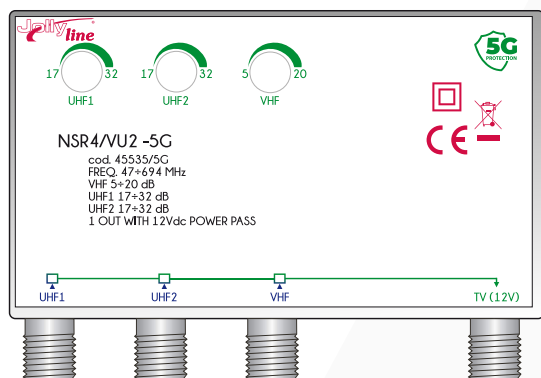 Jolly line
5G
PROTECTION
17 32 17 32 5 20
UHF1 UHF2 VHF
NSR4/VU2 -5G
cod. 45535/5G
FREQ. 47÷694 MHz
VHF 5÷20 dB
UHF1 17÷32 dB
UHF2 17÷32 dB
1 OUT WITH 12Vdc POWER PASS
CE
UHF1 UHF2 VHF TV (12V)